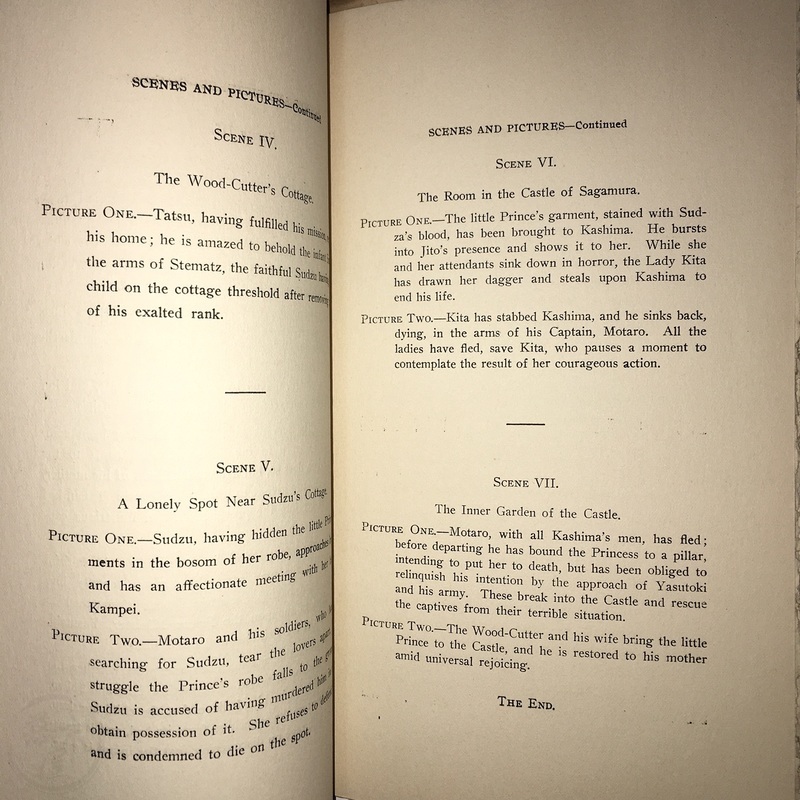 SCENES AND PICTURES—Continued
SCENE IV.
The Wood-Cutter's Cottage.
PICTURE ONE.—Tatsu, having fulfilled his mission,
his home; he is amazed to behold the infant
the arms of Stematz, the faithful Sudzu having
child on the cottage threshold after removing
of his exalted rank.
SCENE V.
A Lonely Spot Near Sudzu's Cottage.
PICTURE ONE.—Sudzu, having hidden the little
ments in the bosom of her robe, approaches
and has an affectionate meeting with her
Kampei.
PICTURE TWO.—Motaro and his soldiers, who
searching for Sudzu, tear the lovers apart
struggle the Prince's robe falls to the
Sudzu is accused of having murdered him
obtain possession of it. She refuses to
and is condemned to die on the spot.
SCENES AND PICTURES—Continued
SCENE VI.
The Room in the Castle of Sagamura.
PICTURE ONE.—The little Prince's garment, stained with Sud-
za's blood, has been brought to Kashima. He bursts
into Jito's presence and shows it to her. While she
and her attendants sink down in horror, the Lady Kita
has drawn her dagger and steals upon Kashima to
end his life.
PICTURE TWO.—Kita has stabbed Kashima, and he sinks back,
dying, in the arms of his Captain, Motaro. All the
ladies have fled, save Kita, who pauses a moment to
contemplate the result of her courageous action.
SCENE VII.
The Inner Garden of the Castle.
PICTURE ONE.—Motaro, with all Kashima's men, has fled;
before departing he has bound the Princess to a pillar,
intending to put her to death, but has been obliged to
relinquish his intention by the approach of Yasutoki
and his army. These break into the Castle and rescue
the captives from their terrible situation.
PICTURE TWO.—The Wood-Cutter and his wife bring the little
Prince to the Castle, and he is restored to his mother
amid universal rejoicing.
THE END.